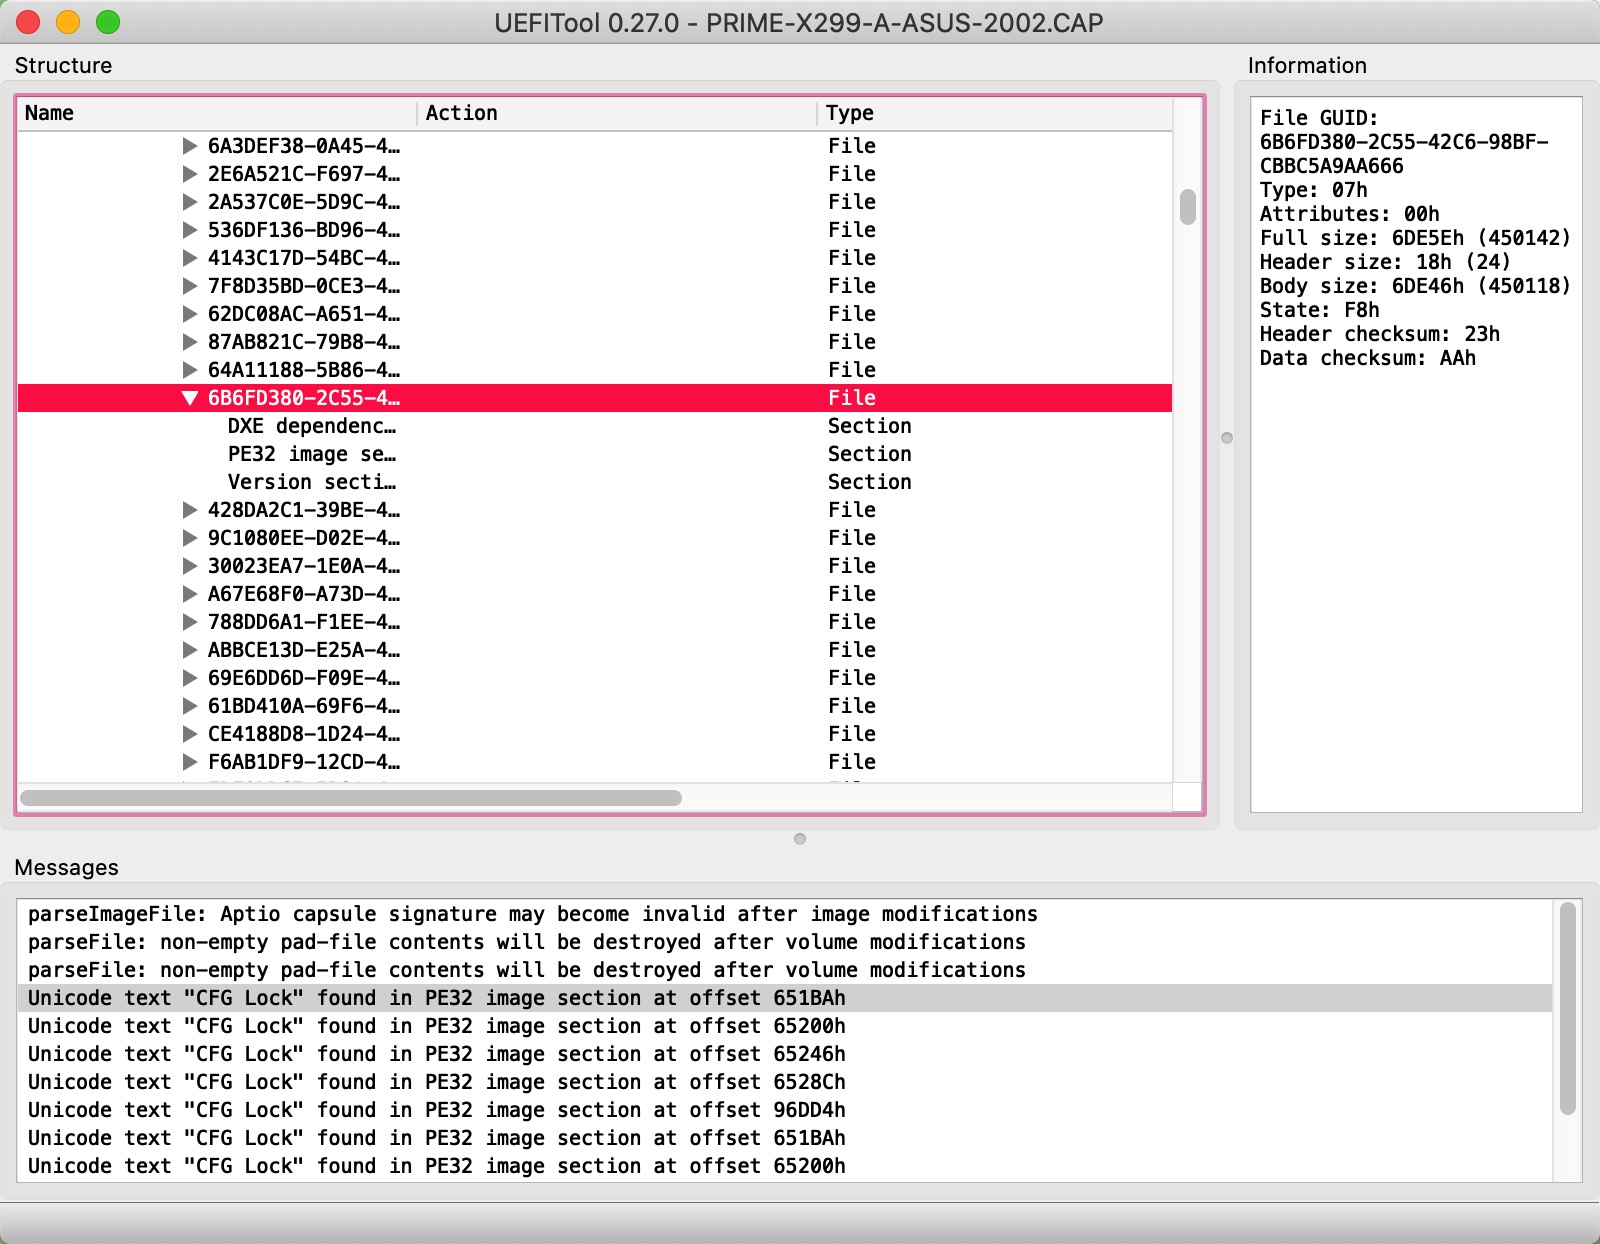 UEFITool 0.27.0 - PRIME-X299-A-ASUS-2002.CAP
Structure
Name Action Type
6A3DEF38-0A45-4… File
2E6A521C-F697-4… File
2A537C0E-5D9C-4… File
536DF136-BD96-4… File
4143C17D-54BC-4… File
7F8D35BD-0CE3-4… File
62DC08AC-A651-4… File
87AB821C-79B8-4… File
64A11188-5B86-4… File
6B6FD380-2C55-4… File
DXE dependenc… Section
PE32 image se… Section
Version secti… Section
428DA2C1-39BE-4… File
9C1080EE-D02E-4… File
30023EA7-1E0A-4… File
A67E68F0-A73D-4… File
788DD6A1-F1EE-4… File
ABBCE13D-E25A-4… File
69E6DD6D-F09E-4… File
61BD410A-69F6-4… File
CE4188D8-1D24-4… File
F6AB1DF9-12CD-4… File
Information
File GUID:
6B6FD380-2C55-42C6-98BF-
CBBC5A9AA666
Type: 07h
Attributes: 00h
Full size: 6DE5Eh (450142)
Header size: 18h (24)
Body size: 6DE46h (450118)
State: F8h
Header checksum: 23h
Data checksum: AAh
Messages
parseImageFile: Aptio capsule signature may become invalid after image modifications
parseFile: non-empty pad-file contents will be destroyed after volume modifications
parseFile: non-empty pad-file contents will be destroyed after volume modifications
Unicode text "CFG Lock" found in PE32 image section at offset 651BAh
Unicode text "CFG Lock" found in PE32 image section at offset 65200h
Unicode text "CFG Lock" found in PE32 image section at offset 65246h
Unicode text "CFG Lock" found in PE32 image section at offset 6528Ch
Unicode text "CFG Lock" found in PE32 image section at offset 96DD4h
Unicode text "CFG Lock" found in PE32 image section at offset 651BAh
Unicode text "CFG Lock" found in PE32 image section at offset 65200h